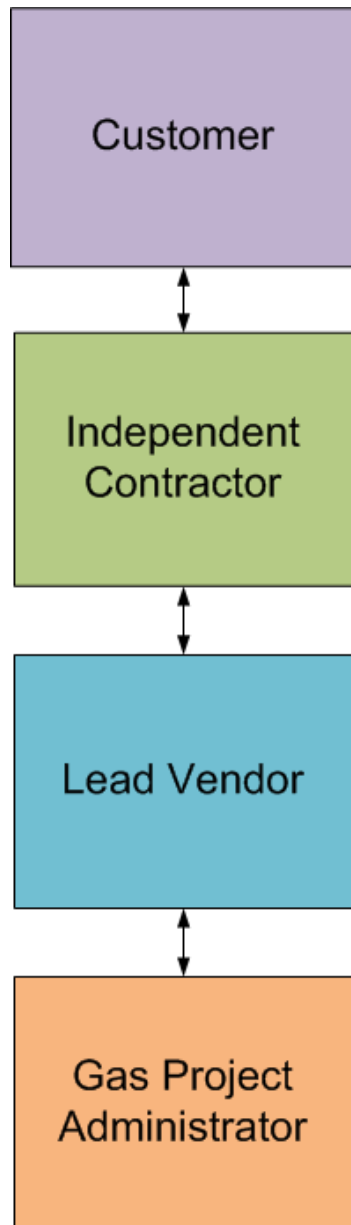 Customer
Independent
Contractor
Lead Vendor
Gas Project
Administrator